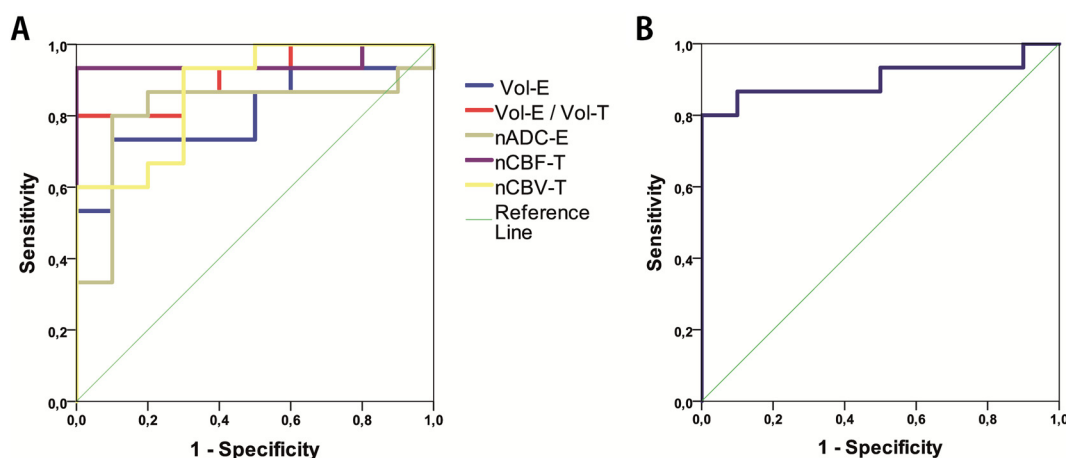 A
1,0
0,8
0,6
0,4
0,2
0,0
Sensitivity
0,0 0,2 0,4 0,6 0,8 1,0
1 - Specificity
Vol-E
Vol-E / Vol-T
nADC-E
nCBF-T
nCBV-T
Reference
Line
B
1,0
0,8
0,6
0,4
0,2
0,0
Sensitivity
0,0 0,2 0,4 0,6 0,8 1,0
1 - Specificity